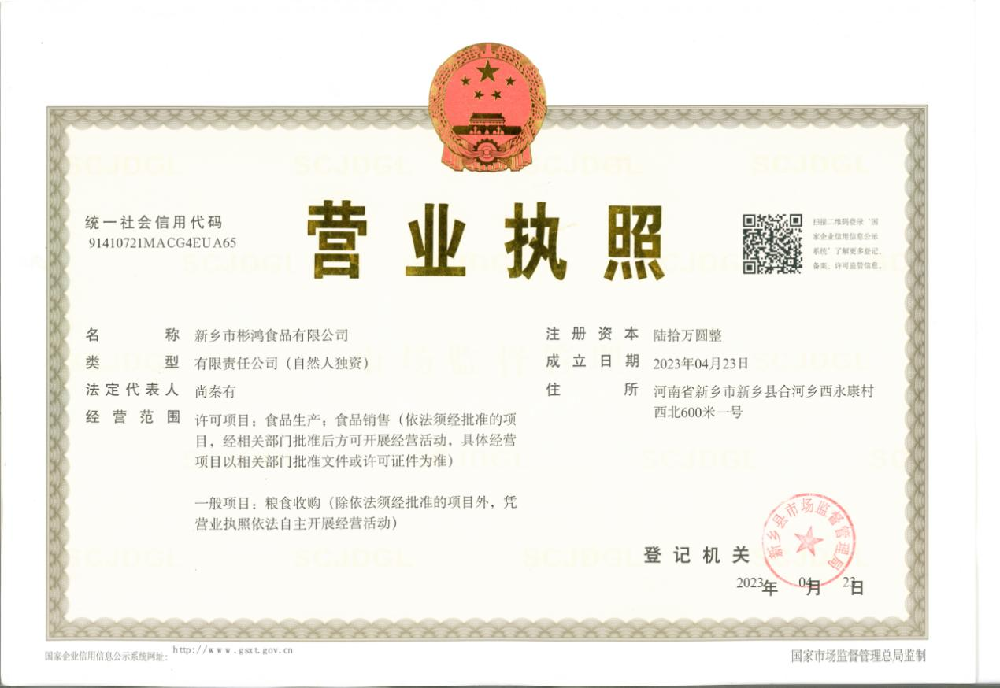 营业执照
统一社会信用代码
91410721MACG4EUA65
扫描二维码登录‘国
家企业信用信息公示
系统’了解更多登记、
备案、许可监管信息。
名 称 新乡市彬鸿食品有限公司
类 型 有限责任公司（自然人独资）
法定代表人 尚秦有
经营范围 许可项目：食品生产；食品销售（依法须经批准的项
目，经相关部门批准后方可开展经营活动，具体经营
项目以相关部门批准文件或许可证件为准）
一般项目：粮食收购（除依法须经批准的项目外，凭
营业执照依法自主开展经营活动）
注册资本 陆拾万圆整
成立日期 2023年04月23日
住 所 河南省新乡市新乡县合河乡西永康村
西北600米一号
登记机关
新乡县市场监督管理局
2023年 04月 23日
国家企业信用信息公示系统网址：http://www.gsxt.gov.cn
国家市场监督管理总局监制
SCJDGL
市场监督管理